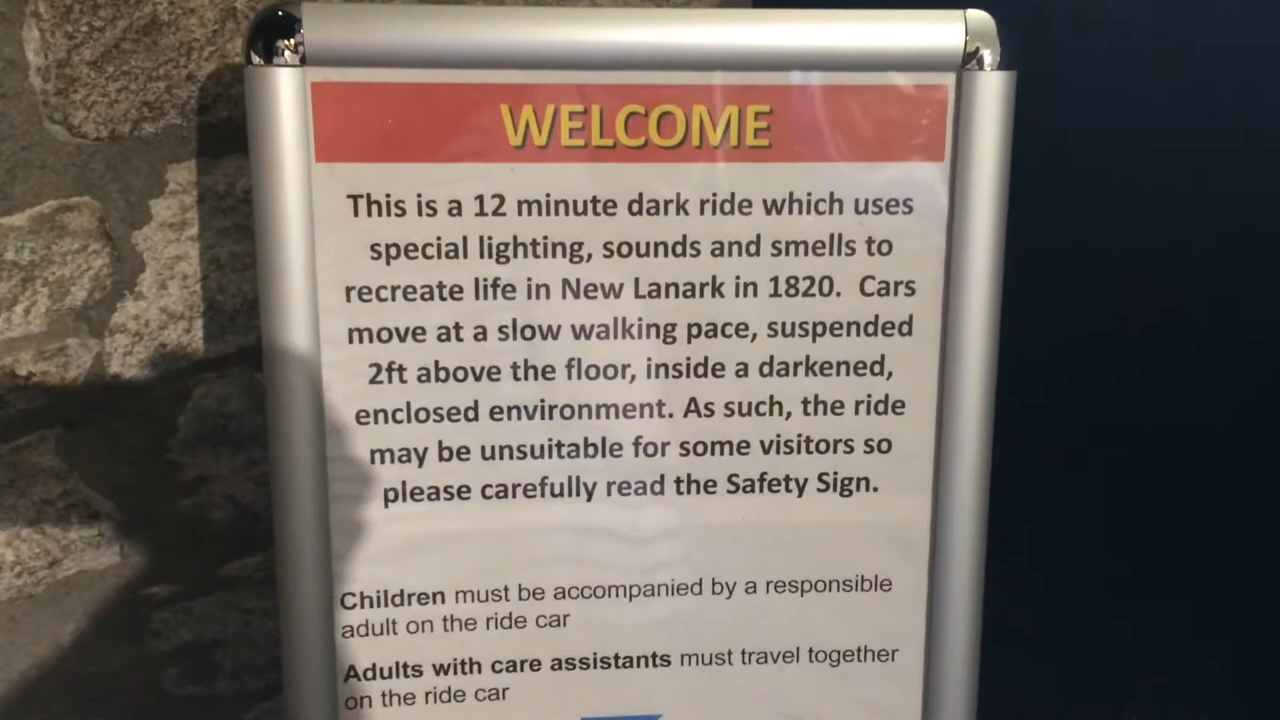 WELCOME
This is a 12 minute dark ride which uses
special lighting, sounds and smells to
recreate life in New Lanark in 1820. Cars
move at a slow walking pace, suspended
2ft above the floor, inside a darkened,
enclosed environment. As such, the ride
may be unsuitable for some visitors so
please carefully read the Safety Sign.
Children must be accompanied by a responsible
adult on the ride car
Adults with care assistants must travel together
on the ride car